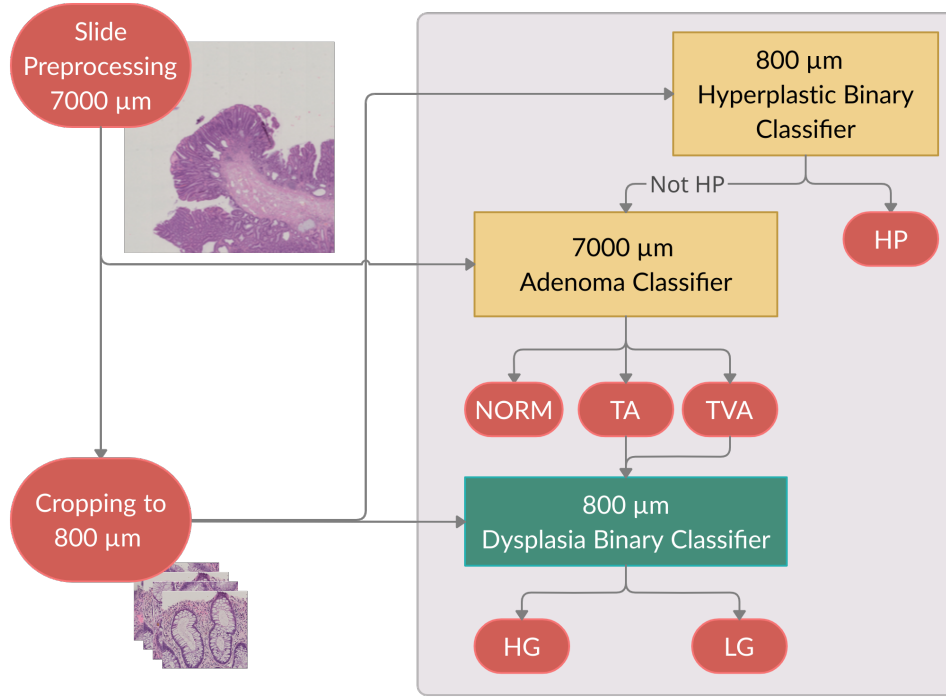 Slide
Preprocessing
7000 µm
800 µm
Hyperplastic Binary
Classifier
Not HP
HP
7000 µm
Adenoma Classifier
NORM
TA
TVA
Cropping to
800 µm
800 µm
Dysplasia Binary Classifier
HG
LG